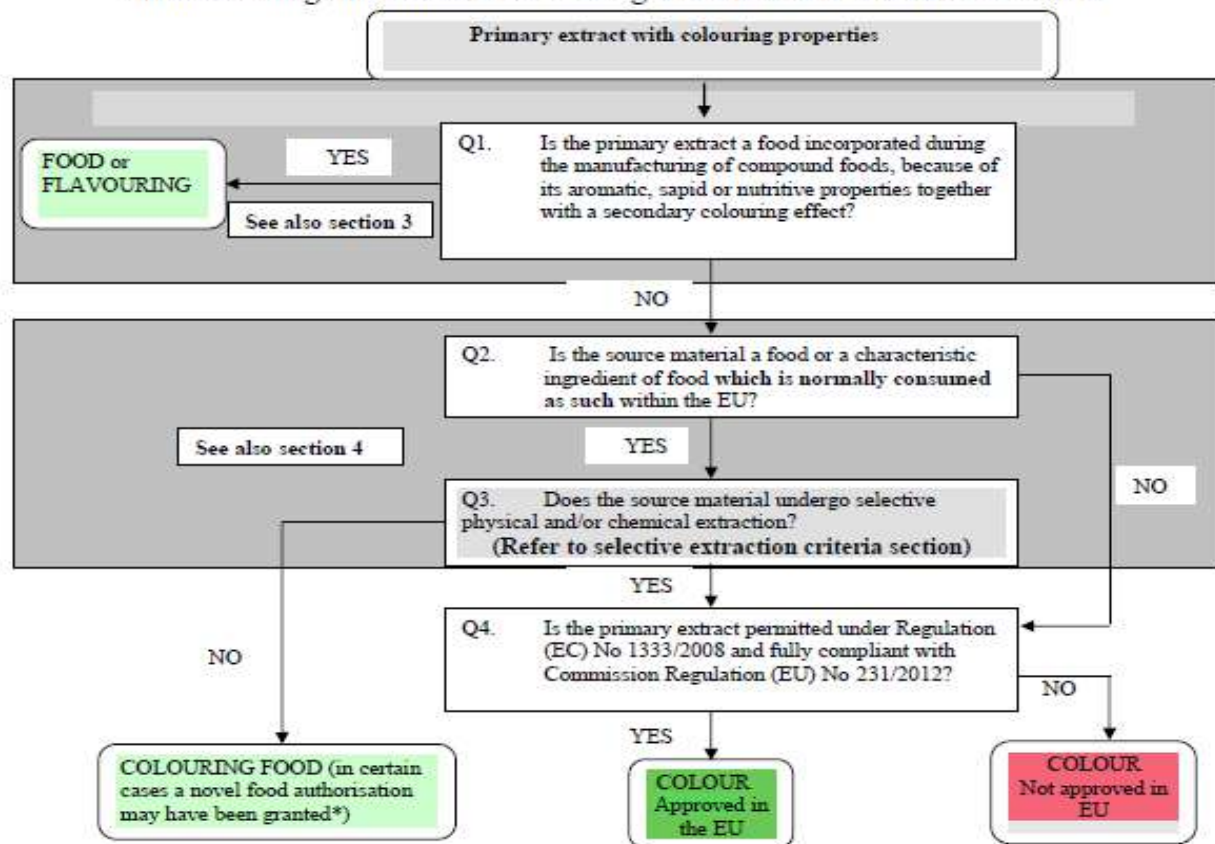 Primary extract with colouring properties
Q1. Is the primary extract a food incorporated during
the manufacturing of compound foods, because of
its aromatic, sapid or nutritive properties together
with a secondary colouring effect?
YES
FOOD or
FLAVOURING
See also section 3
NO
Q2. Is the source material a food or a characteristic
ingredient of food which is normally consumed
as such within the EU?
See also section 4
YES
NO
Q3. Does the source material undergo selective
physical and/or chemical extraction?
(Refer to selective extraction criteria section)
YES
NO
Q4. Is the primary extract permitted under Regulation
(EC) No 1333/2008 and fully compliant with
Commission Regulation (EU) No 231/2012?
NO
YES
COLOURING FOOD (in certain
cases a novel food authorisation
may have been granted*)
COLOUR
Approved in
the EU
COLOUR
Not approved in
EU